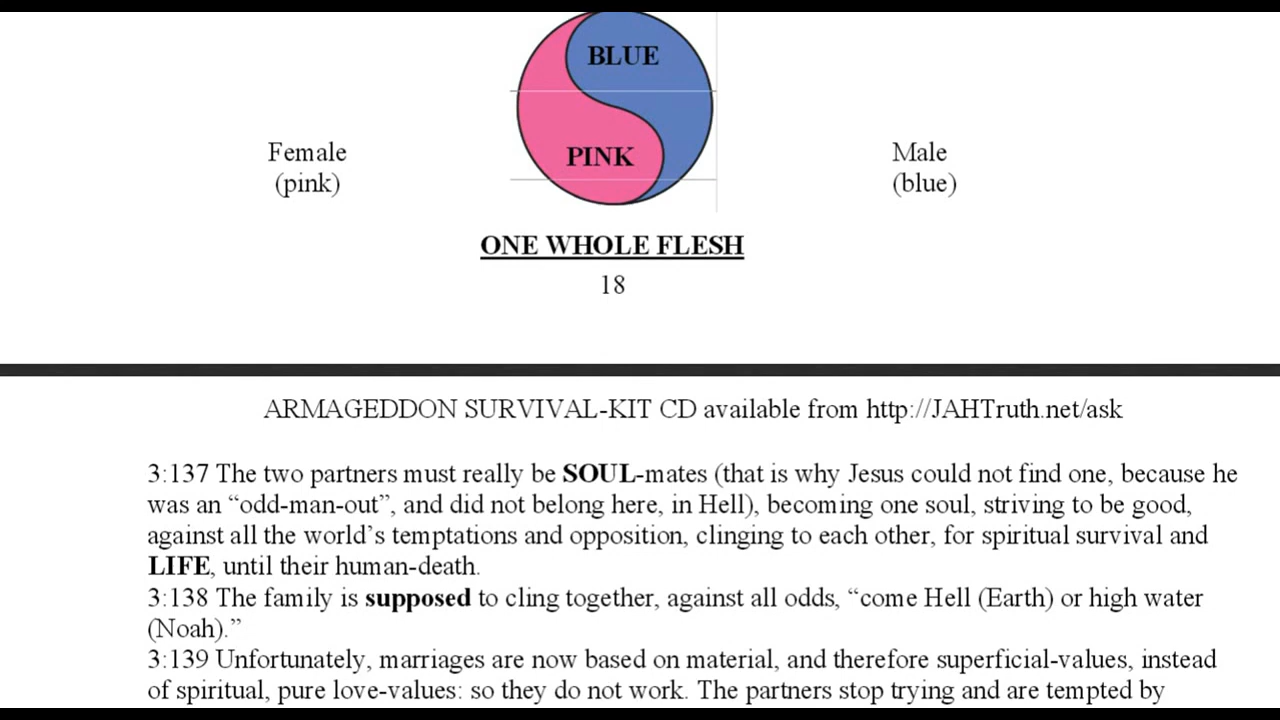 BLUE
PINK
Female
(pink)
Male
(blue)
ONE WHOLE FLESH
18
ARMAGEDDON SURVIVAL-KIT CD available from http://JAHTruth.net/ask
3:137 The two partners must really be SOUL-mates (that is why Jesus could not find one, because he
was an “odd-man-out”, and did not belong here, in Hell), becoming one soul, striving to be good,
against all the world’s temptations and opposition, clinging to each other, for spiritual survival and
LIFE, until their human-death.
3:138 The family is supposed to cling together, against all odds, “come Hell (Earth) or high water
(Noah).”
3:139 Unfortunately, marriages are now based on material, and therefore superficial-values, instead
of spiritual, pure love-values: so they do not work. The partners stop trying and are tempted by